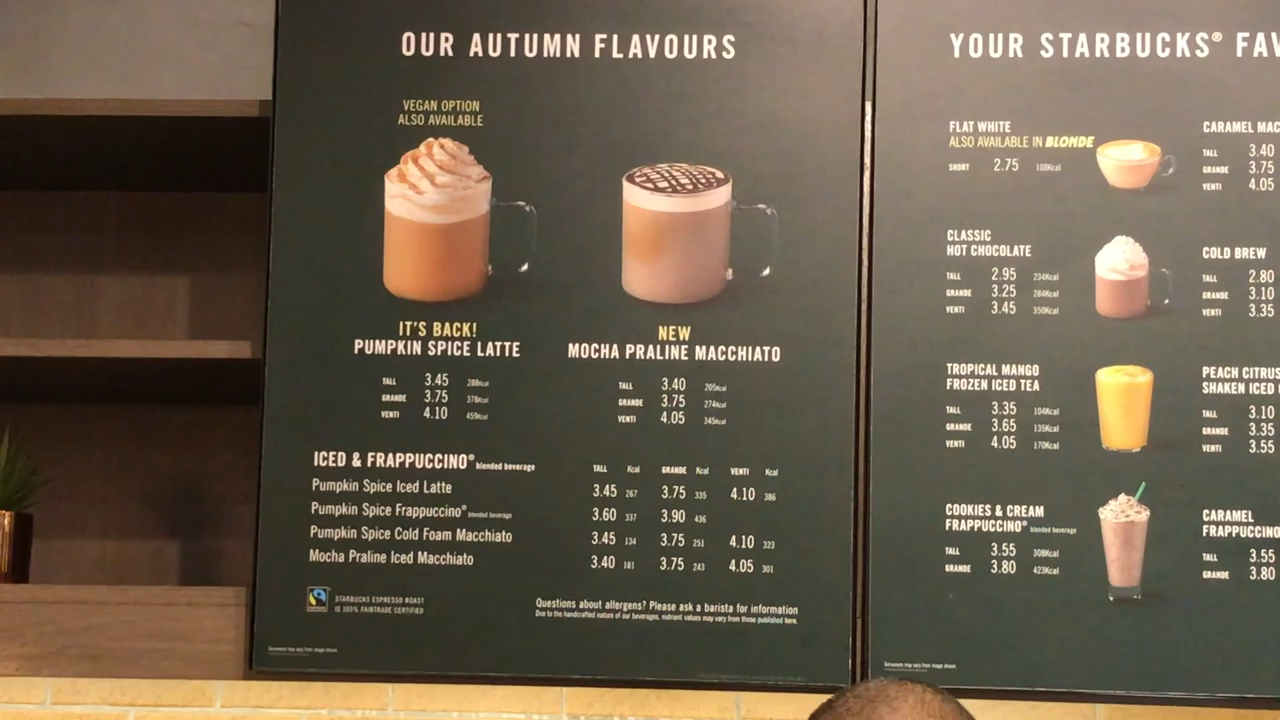 OUR AUTUMN FLAVOURS
VEGAN OPTION
ALSO AVAILABLE
IT'S BACK!
PUMPKIN SPICE LATTE
TALL 3.45 288Kcal
GRANDE 3.75 378Kcal
VENTI 4.10 459Kcal
NEW
MOCHA PRALINE MACCHIATO
TALL 3.40 205Kcal
GRANDE 3.75 274Kcal
VENTI 4.05 345Kcal
ICED & FRAPPUCCINO® blended beverage
TALL Kcal GRANDE Kcal VENTI Kcal
Pumpkin Spice Iced Latte 3.45 267 3.75 335 4.10 386
Pumpkin Spice Frappuccino® blended beverage 3.60 337 3.90 436
Pumpkin Spice Cold Foam Macchiato 3.45 134 3.75 251 4.10 323
Mocha Praline Iced Macchiato 3.40 181 3.75 243 4.05 301
STARBUCKS ESPRESSO ROAST
IS 100% FAIRTRADE CERTIFIED
Questions about allergens? Please ask a barista for information
Due to the handcrafted nature of our beverages, nutrient values may vary from those published here.
Servewares may vary from image shown
YOUR STARBUCKS® FAV
FLAT WHITE
ALSO AVAILABLE IN BLONDE
SHORT 2.75 108Kcal
CLASSIC
HOT CHOCOLATE
TALL 2.95 234Kcal
GRANDE 3.25 284Kcal
VENTI 3.45 350Kcal
TROPICAL MANGO
FROZEN ICED TEA
TALL 3.35 104Kcal
GRANDE 3.65 135Kcal
VENTI 4.05 170Kcal
COOKIES & CREAM
FRAPPUCCINO® blended beverage
TALL 3.55 308Kcal
GRANDE 3.80 423Kcal
CARAMEL MAC
TALL 3.40
GRANDE 3.75
VENTI 4.05
COLD BREW
TALL 2.80
GRANDE 3.10
VENTI 3.35
PEACH CITRUS
SHAKEN ICED
TALL 3.10
GRANDE 3.35
VENTI 3.55
CARAMEL
FRAPPUCCINO
TALL 3.55
GRANDE 3.80
Servewares may vary from image shown